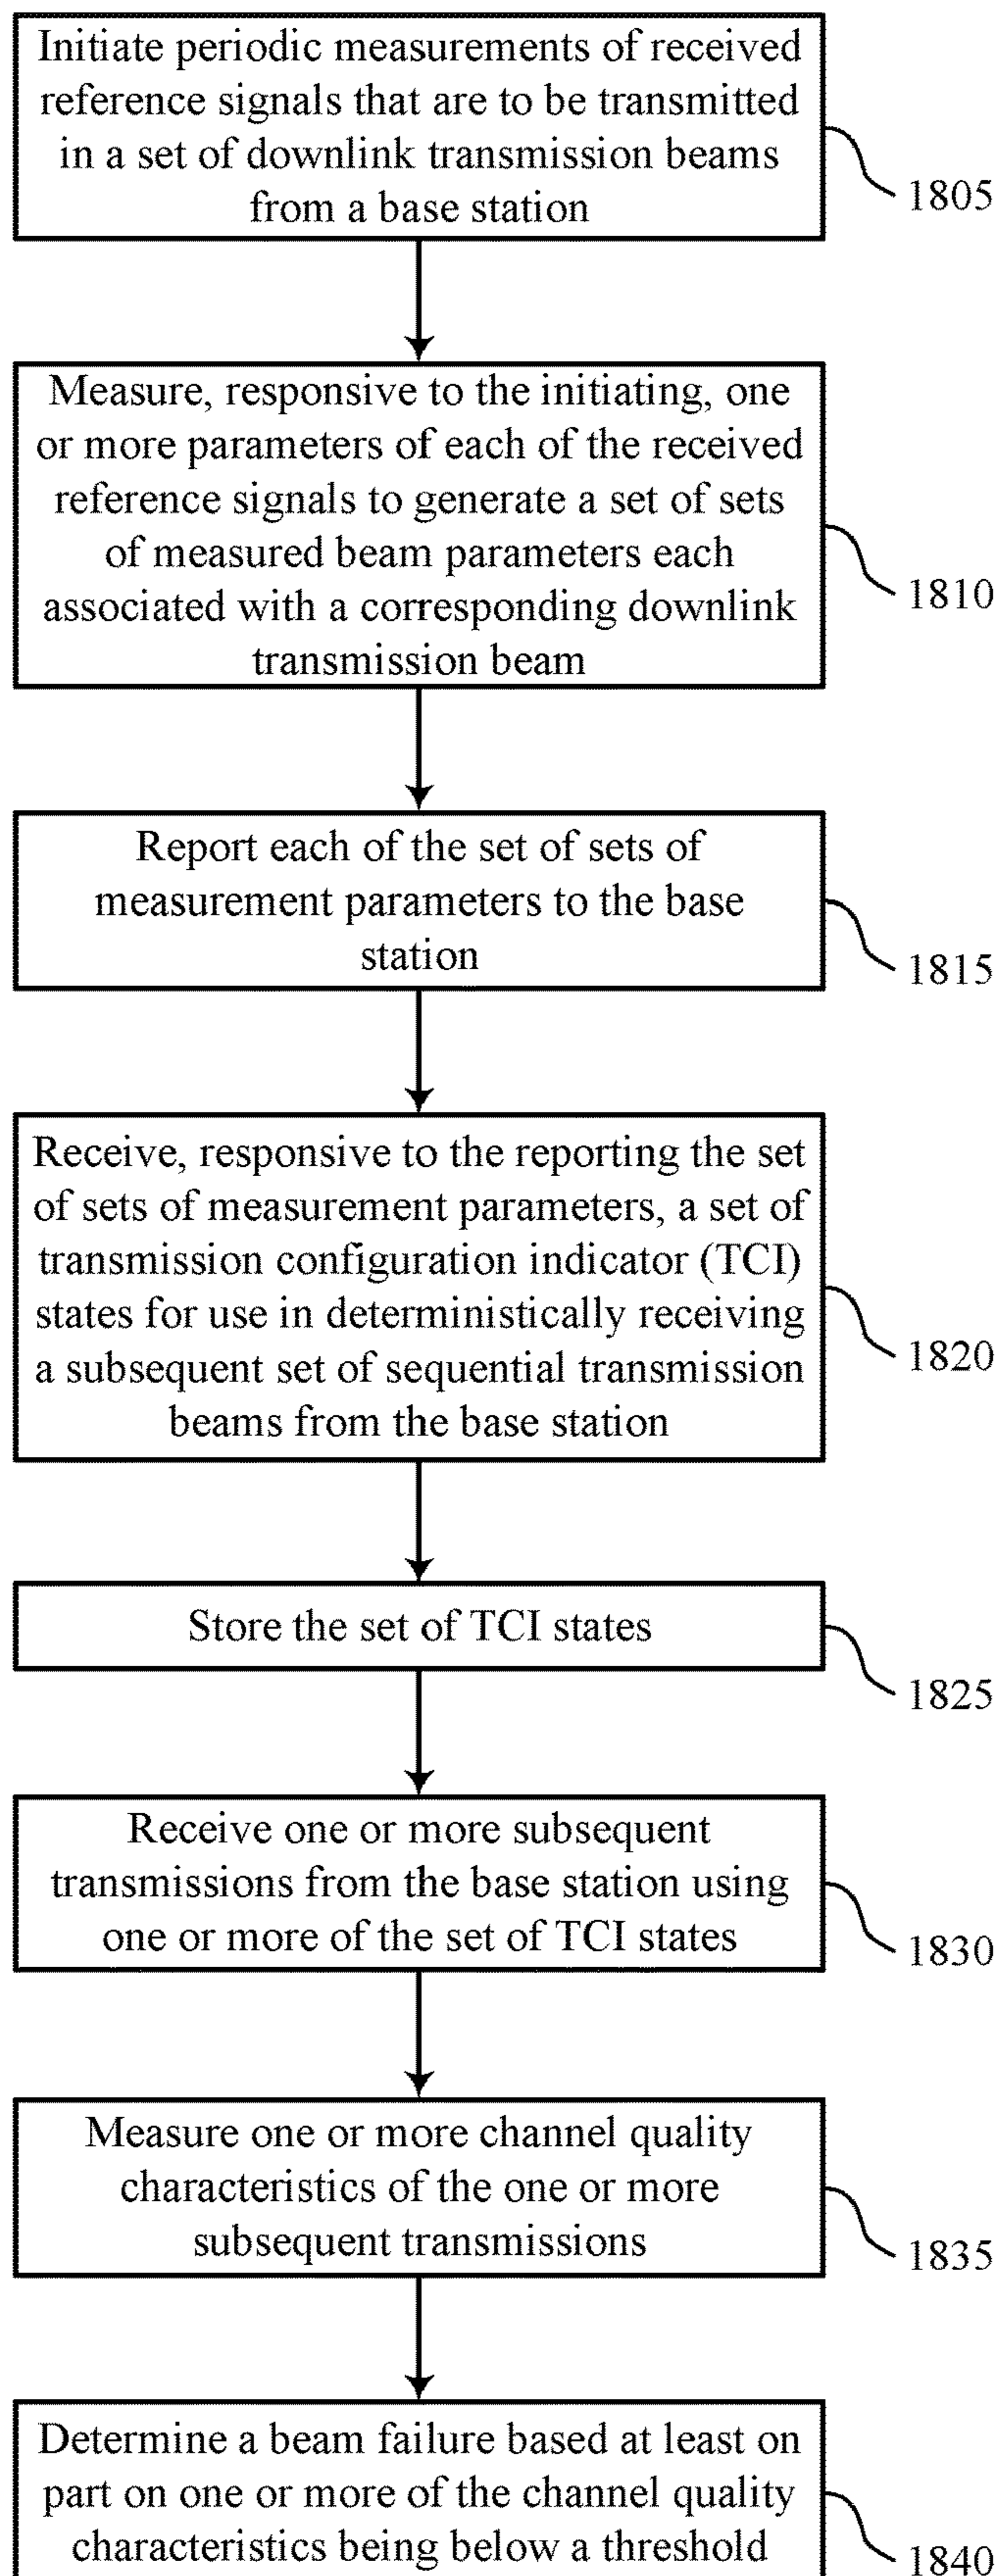 Initiate periodic measurements of received
reference signals that are to be transmitted
in a set of downlink transmission beams
from a base station
1805
Measure, responsive to the initiating, one
or more parameters of each of the received
reference signals to generate a set of sets
of measured beam parameters each
associated with a corresponding downlink
transmission beam
1810
Report each of the set of sets of
measurement parameters to the base
station
1815
Receive, responsive to the reporting the set
of sets of measurement parameters, a set of
transmission configuration indicator (TCI)
states for use in deterministically receiving
a subsequent set of sequential transmission
beams from the base station
1820
Store the set of TCI states
1825
Receive one or more subsequent
transmissions from the base station using
one or more of the set of TCI states
1830
Measure one or more channel quality
characteristics of the one or more
subsequent transmissions
1835
Determine a beam failure based at least on
part on one or more of the channel quality
characteristics being below a threshold
1840